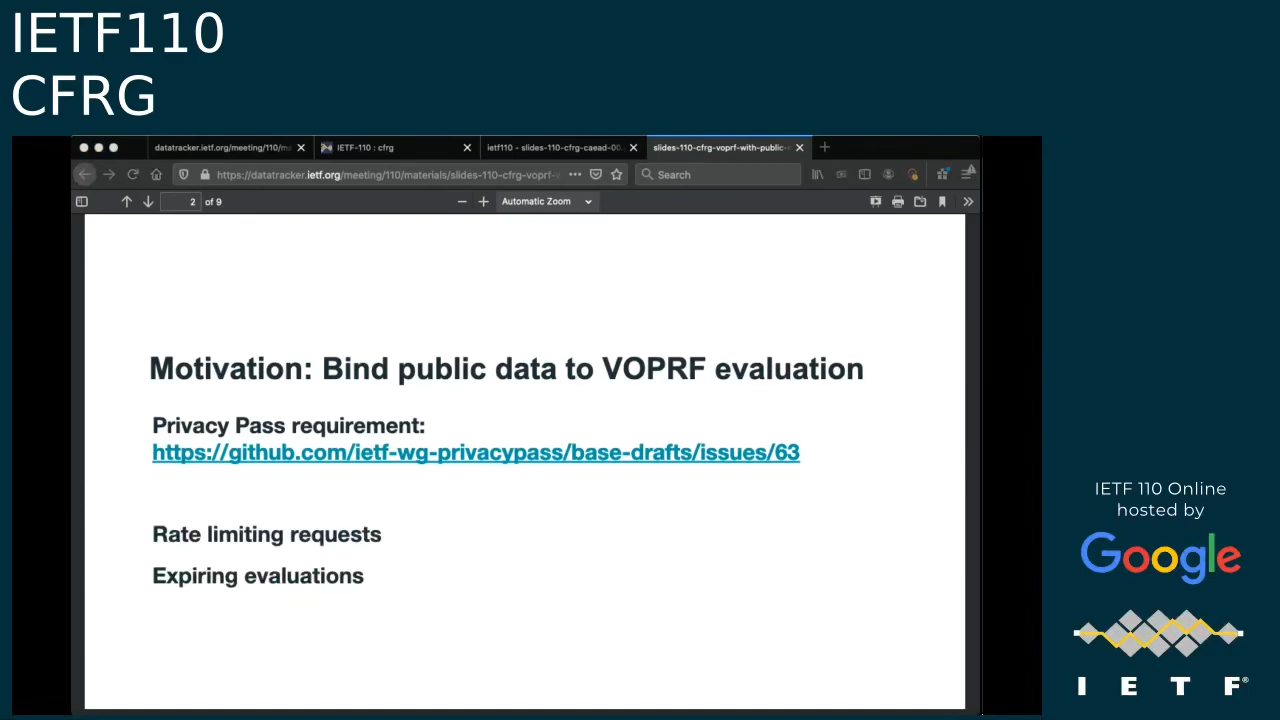 IETF110
CFRG
datatracker.ietf.org/meeting/110/m
IETF-110 : cfrg
ietf110 - slides-110-cfrg-caead-00
slides-110-cfrg-voprf-with-public-
https://datatracker.ietf.org/meeting/110/materials/slides-110-cfrg-voprf-
Search
2 of 9
Automatic Zoom
Motivation: Bind public data to VOPRF evaluation
Privacy Pass requirement:
https://github.com/ietf-wg-privacypass/base-drafts/issues/63
Rate limiting requests
Expiring evaluations
IETF 110 Online
hosted by
Google
I E T F®